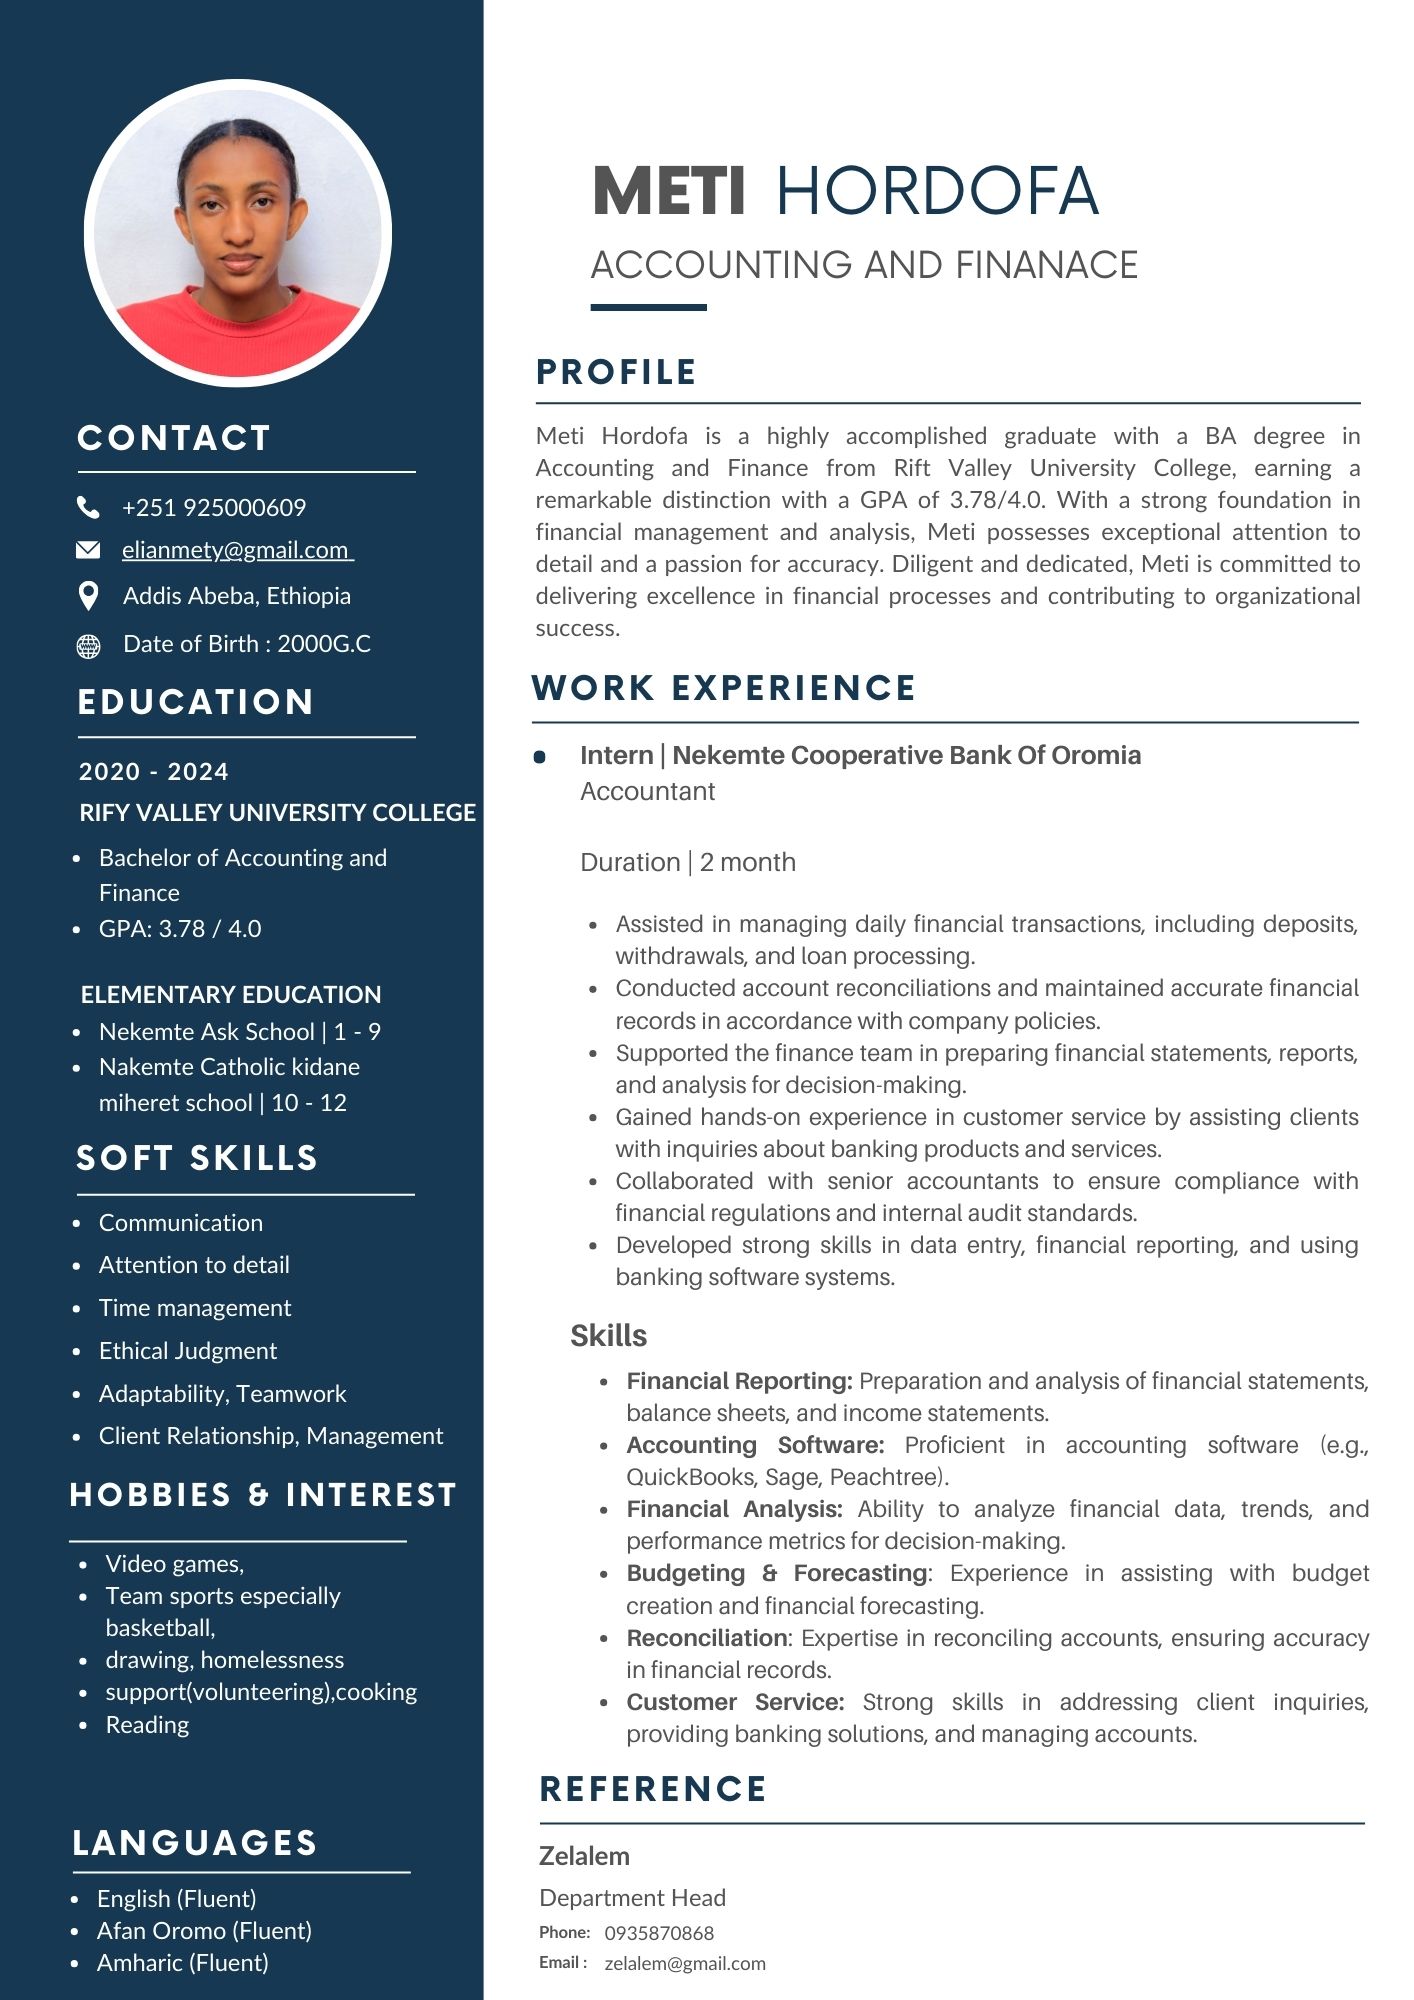 METI HORDOFA
ACCOUNTING AND FINANACE
CONTACT
+251 925000609
elianmety@gmail.com
Addis Abeba, Ethiopia
Date of Birth : 2000G.C
EDUCATION
2020 - 2024
RIFY VALLEY UNIVERSITY COLLEGE
• Bachelor of Accounting and
Finance
• GPA: 3.78 / 4.0
ELEMENTARY EDUCATION
• Nekemte Ask School | 1 - 9
• Nakemte Catholic kidane
miheret school | 10 - 12
SOFT SKILLS
• Communication
• Attention to detail
• Time management
• Ethical Judgment
• Adaptability, Teamwork
• Client Relationship, Management
HOBBIES & INTEREST
• Video games,
• Team sports especially
basketball,
• drawing, homelessness
• support(volunteering),cooking
• Reading
LANGUAGES
• English (Fluent)
• Afan Oromo (Fluent)
• Amharic (Fluent)
PROFILE
Meti Hordofa is a highly accomplished graduate with a BA degree in
Accounting and Finance from Rift Valley University College, earning a
remarkable distinction with a GPA of 3.78/4.0. With a strong foundation in
financial management and analysis, Meti possesses exceptional attention to
detail and a passion for accuracy. Diligent and dedicated, Meti is committed to
delivering excellence in financial processes and contributing to organizational
success.
WORK EXPERIENCE
• Intern | Nekemte Cooperative Bank Of Oromia
Accountant
Duration | 2 month
• Assisted in managing daily financial transactions, including deposits,
withdrawals, and loan processing.
• Conducted account reconciliations and maintained accurate financial
records in accordance with company policies.
• Supported the finance team in preparing financial statements, reports,
and analysis for decision-making.
• Gained hands-on experience in customer service by assisting clients
with inquiries about banking products and services.
• Collaborated with senior accountants to ensure compliance with
financial regulations and internal audit standards.
• Developed strong skills in data entry, financial reporting, and using
banking software systems.
Skills
• Financial Reporting: Preparation and analysis of financial statements,
balance sheets, and income statements.
• Accounting Software: Proficient in accounting software (e.g.,
QuickBooks, Sage, Peachtree).
• Financial Analysis: Ability to analyze financial data, trends, and
performance metrics for decision-making.
• Budgeting & Forecasting: Experience in assisting with budget
creation and financial forecasting.
• Reconciliation: Expertise in reconciling accounts, ensuring accuracy
in financial records.
• Customer Service: Strong skills in addressing client inquiries,
providing banking solutions, and managing accounts.
REFERENCE
Zelalem
Department Head
Phone: 0935870868
Email : zelalem@gmail.com